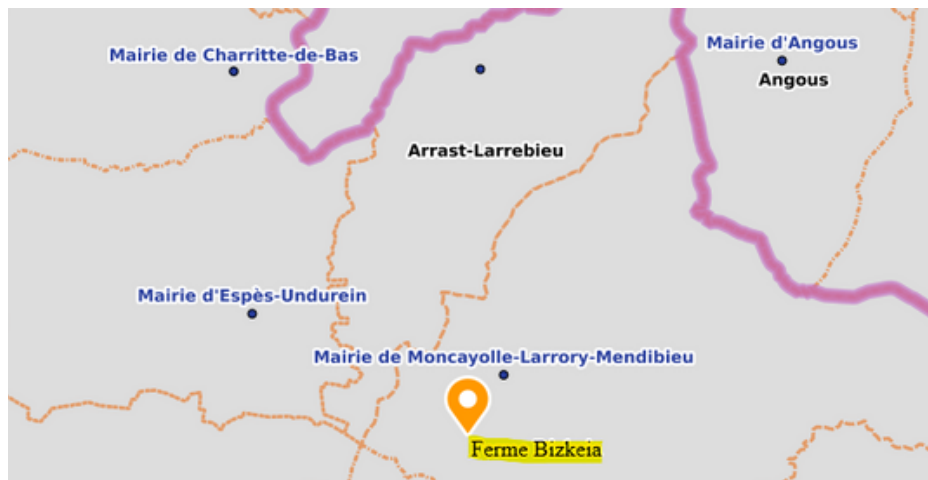 Mairie de Charritte-de-Bas
Mairie d'Angous
Angous
Arrast-Larrebieu
Mairie d'Espès-Undurein
Mairie de Moncayolle-Larrory-Mendibieu
Ferme Bizkeia